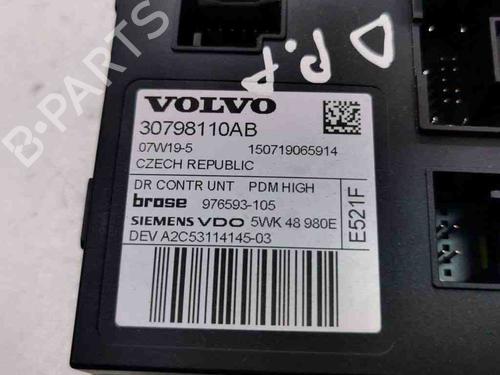 D P.A
VOLVO
30798110AB
07W19-5 150719065914
CZECH REPUBLIC
DR CONTR UNT PDM HIGH
brose 976593-105
SIEMENS VDO 5WK 48 980E
DEV A2C53114145-03
E521F